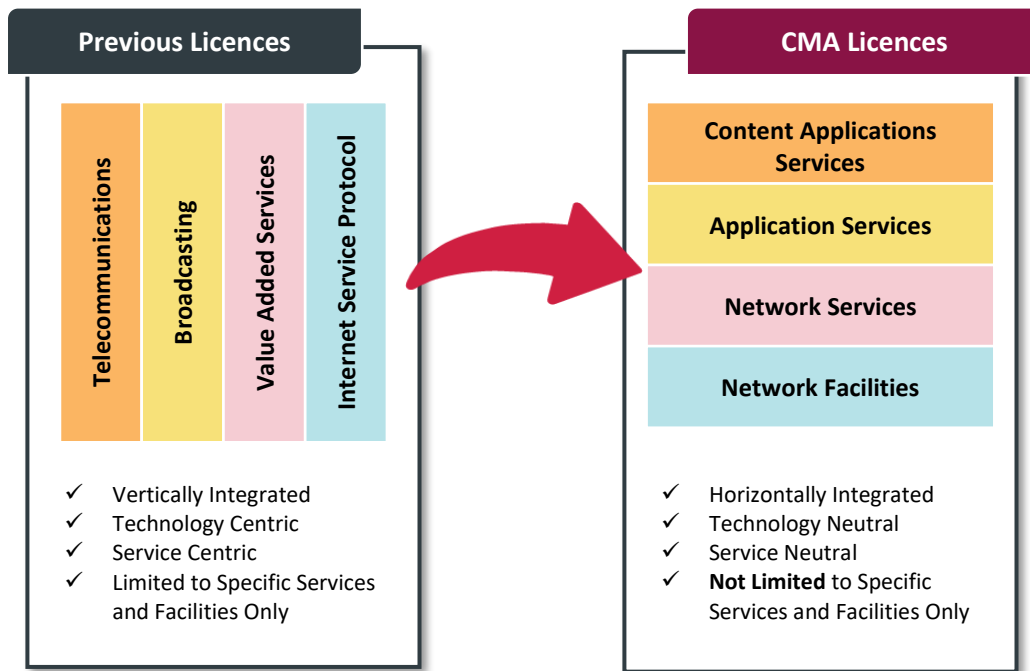 Previous Licences
Telecommunications
Broadcasting
Value Added Services
Internet Service Protocol
✓ Vertically Integrated
✓ Technology Centric
✓ Service Centric
✓ Limited to Specific Services
and Facilities Only
CMA Licences
Content Applications
Services
Application Services
Network Services
Network Facilities
✓ Horizontally Integrated
✓ Technology Neutral
✓ Service Neutral
✓ Not Limited to Specific
Services and Facilities Only